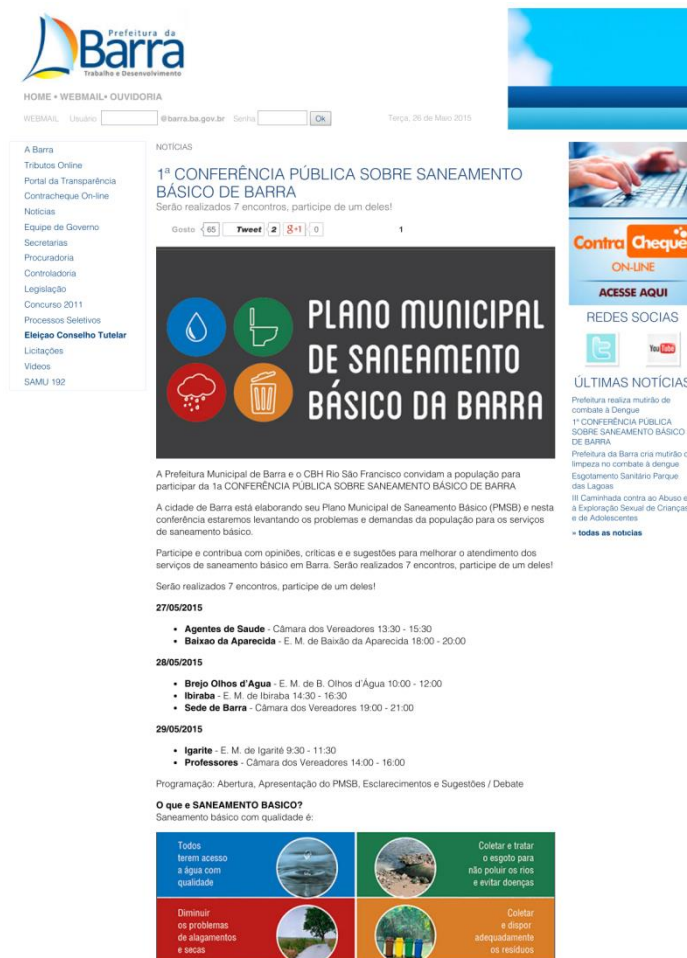 Prefeitura da
Barra
Trabalho e Desenvolvimento
HOME • WEBMAIL• OUVIDORIA
WEBMAIL Usuário @barra.ba.gov.br Senha Ok
Terça, 26 de Maio 2015
A Barra
Tributos Online
Portal da Transparência
Contracheque On-line
Notícias
Equipe de Governo
Secretarias
Procuradoria
Controladoria
Legislação
Concurso 2011
Processos Seletivos
Eleiçao Conselho Tutelar
Licitações
Vídeos
SAMU 192
NOTÍCIAS
1ª CONFERÊNCIA PÚBLICA SOBRE SANEAMENTO
BÁSICO DE BARRA
Serão realizados 7 encontros, participe de um deles!
Gosto 65 Tweet 2 g+1 0 1
PLANO MUNICIPAL
DE SANEAMENTO
BÁSICO DA BARRA
A Prefeitura Municipal de Barra e o CBH Rio São Francisco convidam a população para
participar da 1a CONFERÊNCIA PÚBLICA SOBRE SANEAMENTO BÁSICO DE BARRA
A cidade de Barra está elaborando seu Plano Municipal de Saneamento Básico (PMSB) e nesta
conferência estaremos levantando os problemas e demandas da população para os serviços
de saneamento básico.
Participe e contribua com opiniões, críticas e e sugestões para melhorar o atendimento dos
serviços de saneamento básico em Barra. Serão realizados 7 encontros, participe de um deles!
Serão realizados 7 encontros, participe de um deles!
27/05/2015
• Agentes de Saude - Câmara dos Vereadores 13:30 - 15:30
• Baixao da Aparecida - E. M. de Baixão da Aparecida 18:00 - 20:00
28/05/2015
• Brejo Olhos d'Agua - E. M. de B. Olhos d'Água 10:00 - 12:00
• Ibiraba - E. M. de Ibiraba 14:30 - 16:30
• Sede de Barra - Câmara dos Vereadores 19:00 - 21:00
29/05/2015
• Igarite - E. M. de Igarité 9:30 - 11:30
• Professores - Câmara dos Vereadores 14:00 - 16:00
Programação: Abertura, Apresentação do PMSB, Esclarecimentos e Sugestões / Debate
O que e SANEAMENTO BASICO?
Saneamento básico com qualidade é:
Todos
terem acesso
a água com
qualidade
Coletar e tratar
o esgoto para
não poluir os rios
e evitar doenças
Diminuir
os problemas
de alagamentos
e secas
Coletar
e dispor
adequadamente
os resíduos
Contra Cheque
ON-LINE
ACESSE AQUI
REDES SOCIAS
You Tube
ÚLTIMAS NOTÍCIAS
Prefeitura realiza mutirão de
combate à Dengue
1ª CONFERÊNCIA PÚBLICA
SOBRE SANEAMENTO BÁSICO
DE BARRA
Prefeitura da Barra cria mutirão d
limpeza no combate à dengue
Esgotamento Sanitário Parque
das Lagoas
III Caminhada contra ao Abuso e
à Exploração Sexual de Crianças
e de Adolescentes
» todas as notícias